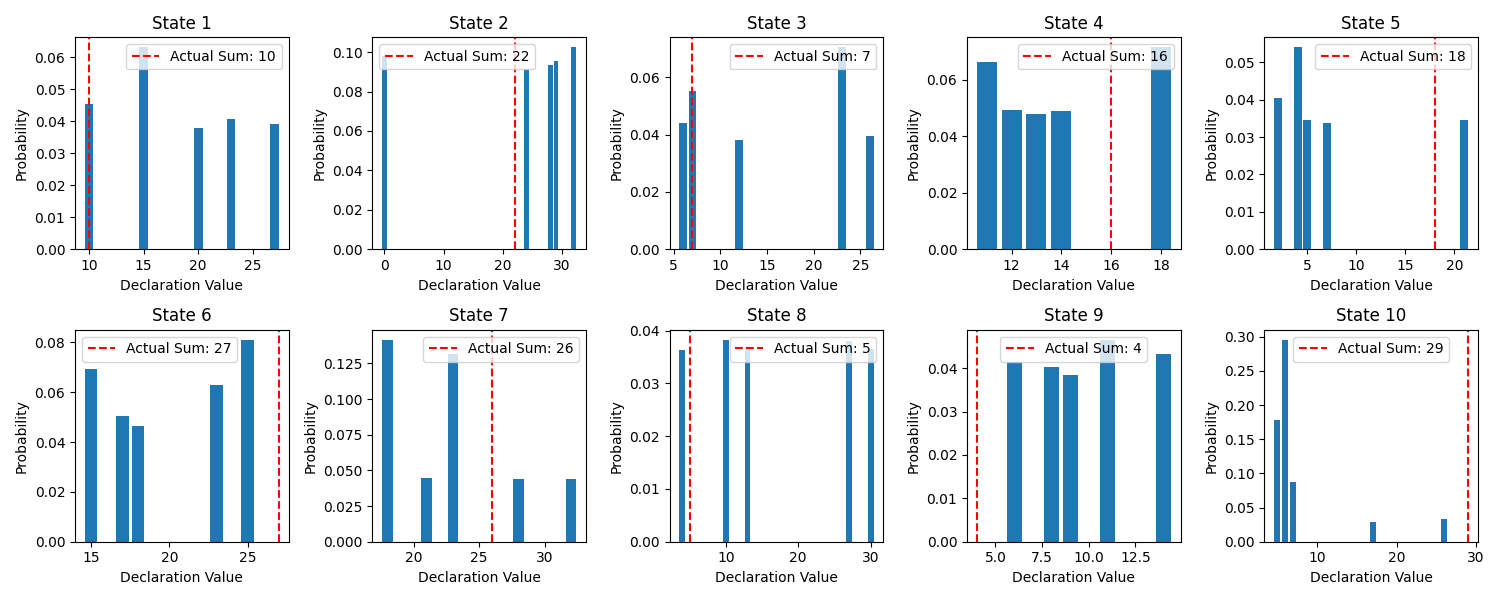 State 1
State 2
State 3
State 4
State 5
Probability
0.06
0.05
0.04
0.03
0.02
0.01
0.00
Actual Sum: 10
10
15
20
25
Declaration Value
Probability
0.10
0.08
0.06
0.04
0.02
0.00
Actual Sum: 22
0
10
20
30
Declaration Value
Probability
0.06
0.04
0.02
0.00
Actual Sum: 7
5
10
15
20
25
Declaration Value
Probability
0.06
0.04
0.02
0.00
Actual Sum: 16
12
14
16
18
Declaration Value
Probability
0.05
0.04
0.03
0.02
0.01
0.00
Actual Sum: 18
5
10
15
20
Declaration Value
State 6
State 7
State 8
State 9
State 10
Probability
0.08
0.06
0.04
0.02
0.00
Actual Sum: 27
15
20
25
Declaration Value
Probability
0.125
0.100
0.075
0.050
0.025
0.000
Actual Sum: 26
20
25
30
Declaration Value
Probability
0.04
0.03
0.02
0.01
0.00
Actual Sum: 5
10
20
30
Declaration Value
Probability
0.04
0.03
0.02
0.01
0.00
Actual Sum: 4
5.0
7.5
10.0
12.5
Declaration Value
Probability
0.30
0.25
0.20
0.15
0.10
0.05
0.00
Actual Sum: 29
10
20
30
Declaration Value